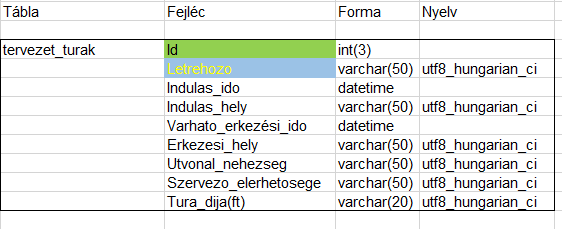 Tábla Fejléc Forma Nyelv
tervezet_turak Id int(3)
Letrehozo varchar(50) utf8_hungarian_ci
Indulas_ido datetime
Indulas_hely varchar(50) utf8_hungarian_ci
Varhato_erkezési_ido datetime
Erkezesi_hely varchar(50) utf8_hungarian_ci
Utvonal_nehezseg varchar(50) utf8_hungarian_ci
Szervezo_elerhetosege varchar(50) utf8_hungarian_ci
Tura_dija(ft) varchar(20) utf8_hungarian_ci